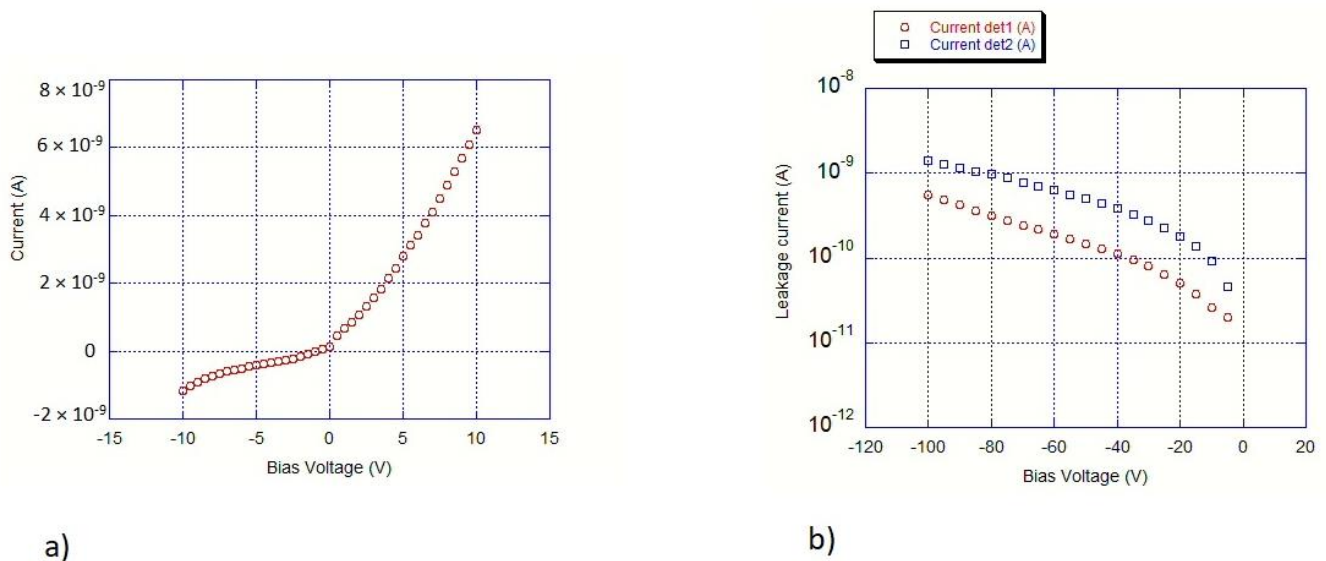 Current det1 (A)
Current det2 (A)
8 × 10⁻⁹
6 × 10⁻⁹
4 × 10⁻⁹
2 × 10⁻⁹
0
-2 × 10⁻⁹
Current (A)
-15 -10 -5 0 5 10 15
Bias Voltage (V)
a)
10⁻⁸
10⁻⁹
10⁻¹⁰
10⁻¹¹
10⁻¹²
Leakage current (A)
-120 -100 -80 -60 -40 -20 0 20
Bias Voltage (V)
b)